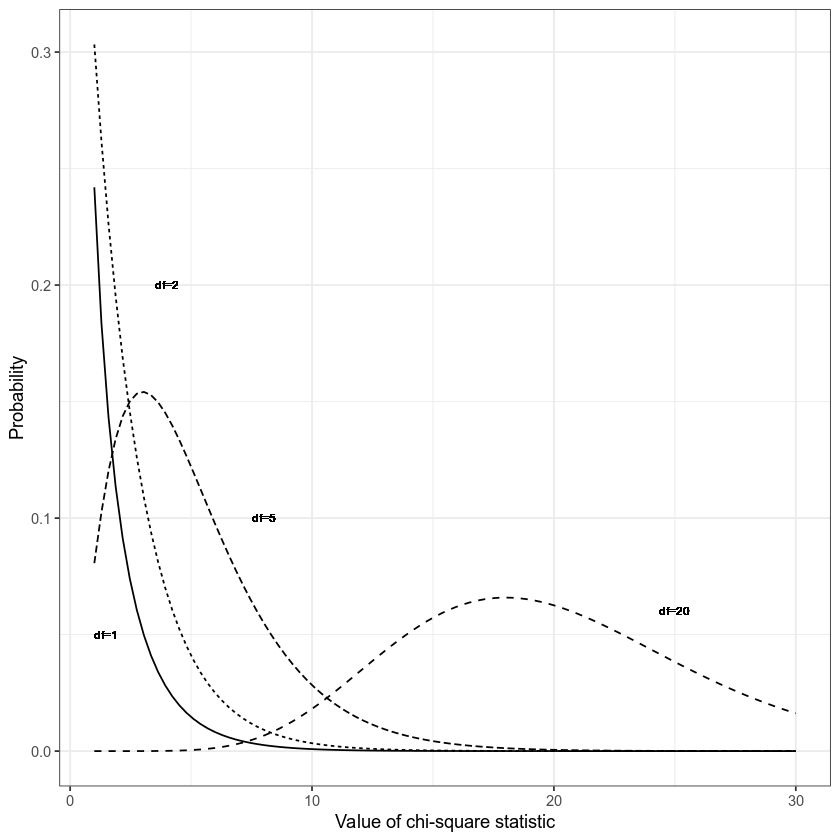 0.3
df=2
0.2
Probability
df=5
0.1
df=20
df=1
0.0
0 10 20 30
Value of chi-square statistic